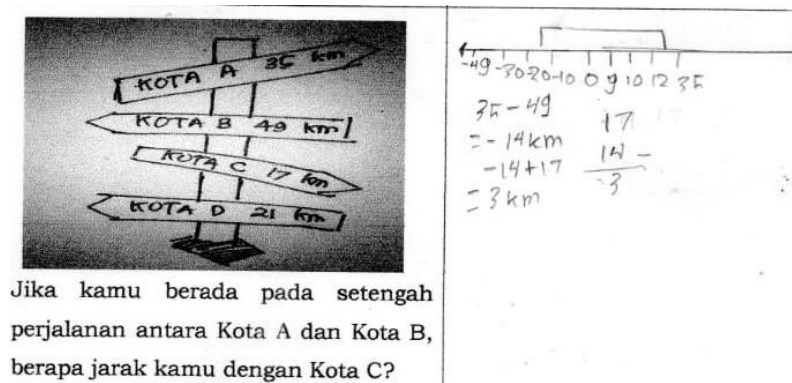 KOTA A 35 km
KOTA B 49 km
KOTA C 17 km
KOTA D 21 km
Jika kamu berada pada setengah
perjalanan antara Kota A dan Kota B,
berapa jarak kamu dengan Kota C?
-49 -30 -20 -10 0 9 10 12 35
35 - 49
= - 14 km
-14 + 17
= 3 km
17
14 -
3